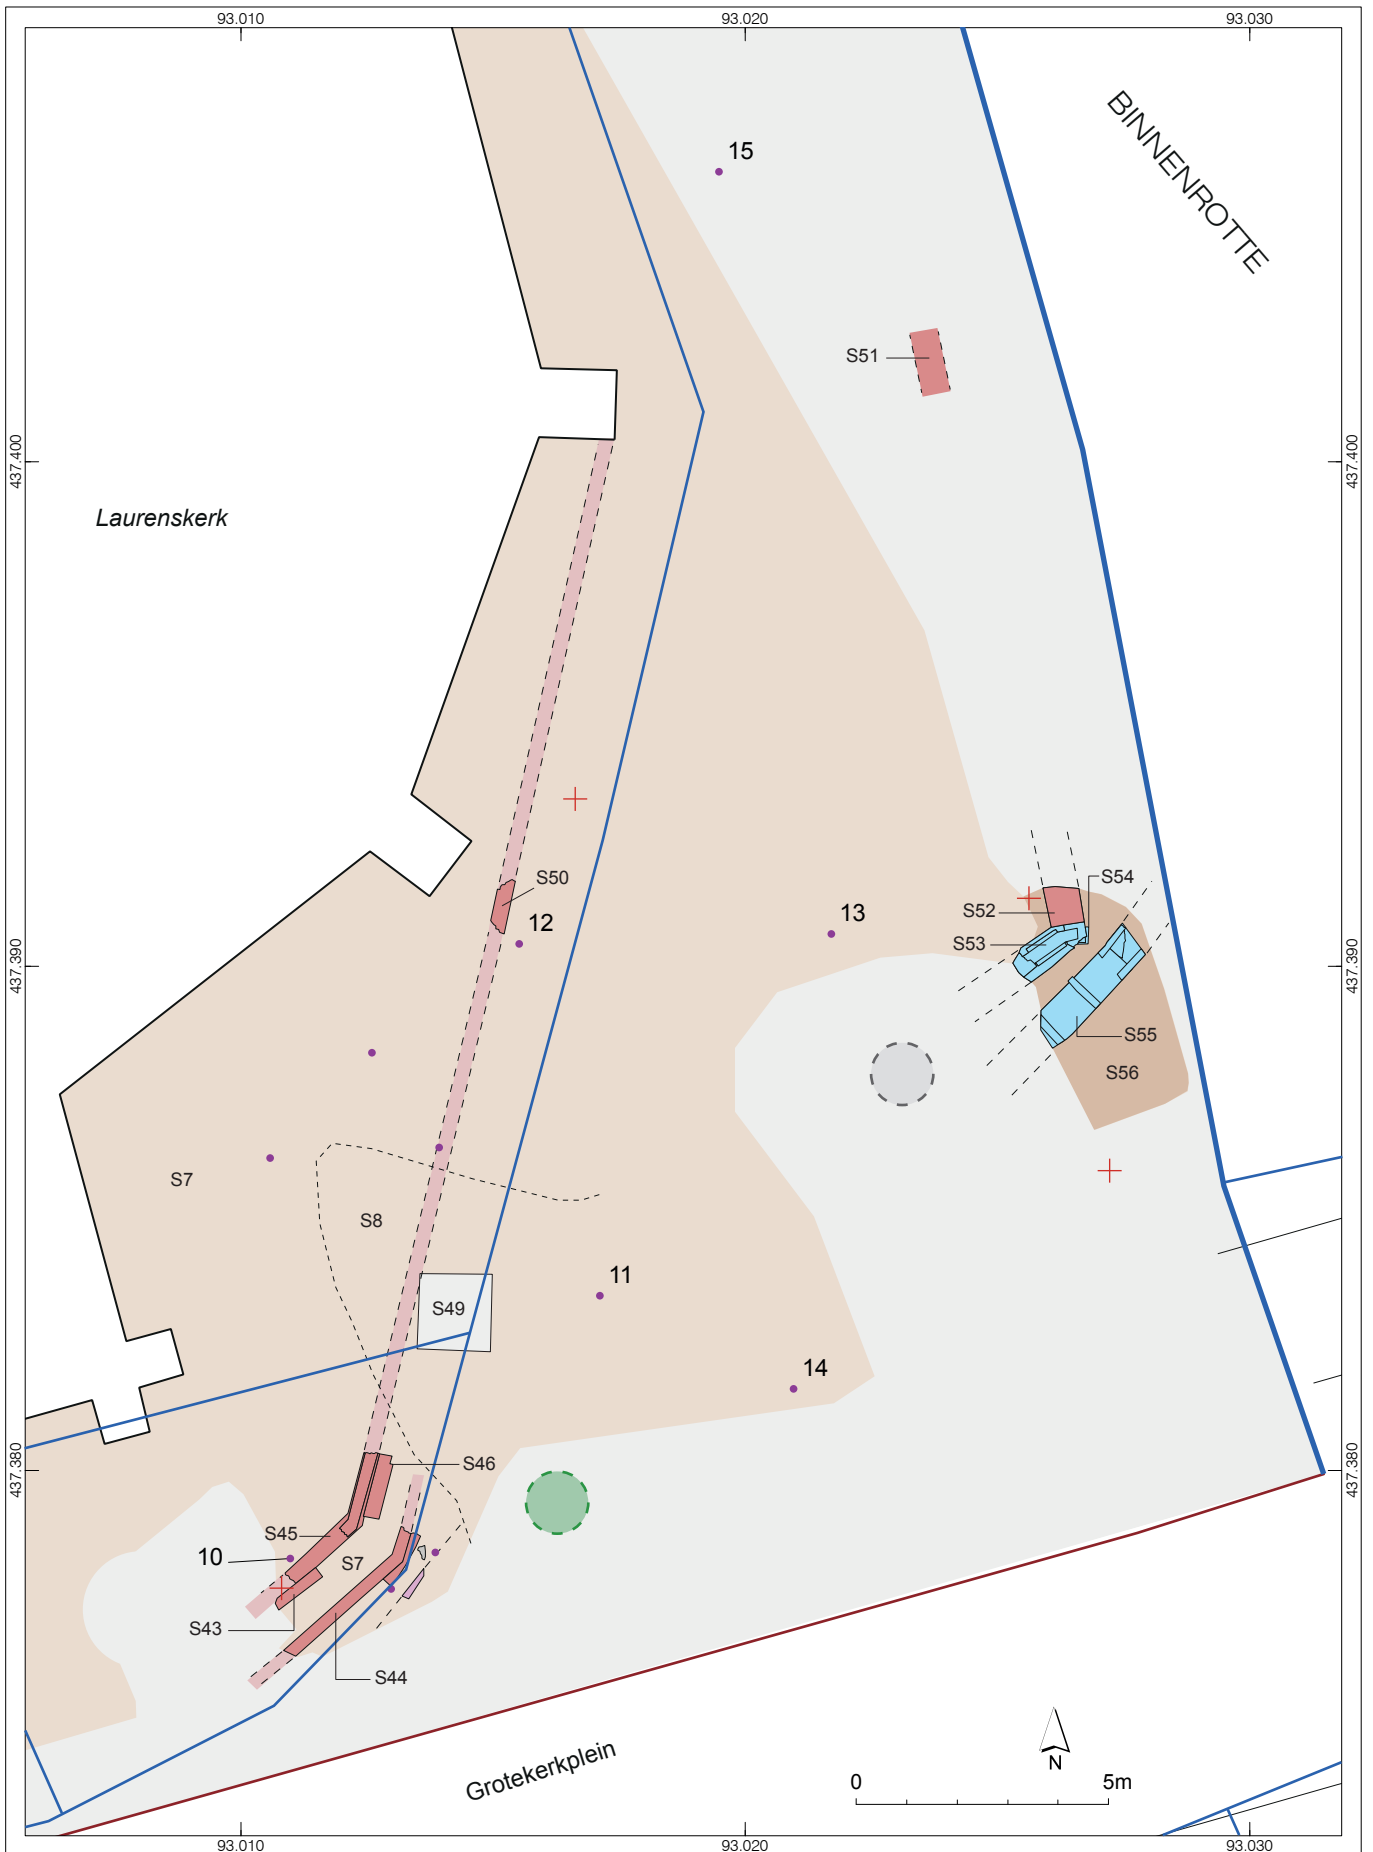 93.010 93.020 93.030
BINNENROTTE
15
S51
437.400 437.400
Laurenskerk
S50
12
13
S54
S52
S53
437.390 437.390
S55
S56
S7
S8
11
S49
14
437.380 437.380
S46
S45
10
S7
S43
S44
Grotekerkplein
N
0 5m
93.010 93.020 93.030